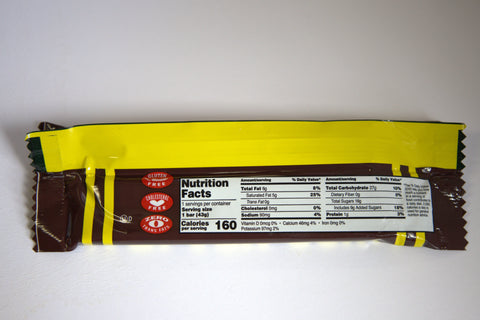 GLUTEN
FREE
CHOLESTEROL
FREE
ZERO
0
TRANS FATS
D
Nutrition
Facts
1 servings per container
Serving size
1 bar (43g)
Calories 160
per serving
Amount/serving % Daily Value*
Total Fat 6g 8%
Saturated Fat 5g 25%
Trans Fat 0g
Cholesterol 0mg 0%
Sodium 90mg 4%
Amount/serving % Daily Value*
Total Carbohydrate 27g 10%
Dietary Fiber 0g 0%
Total Sugars 18g
Includes 9g Added Sugars 18%
Protein 1g
Vitamin D 0mcg 0% • Calcium 46mg 4% • Iron 0mg 0%
Potassium 97mg 2%